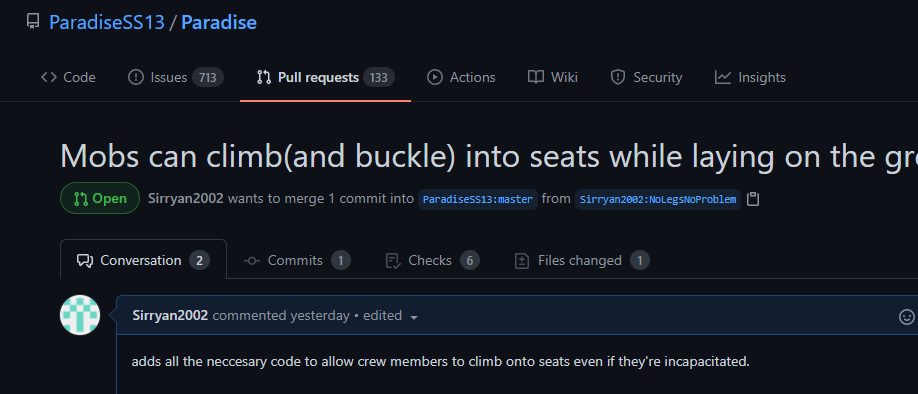 ParadiseSS13 / Paradise
Code Issues 713 Pull requests 133 Actions Wiki Security Insights
Mobs can climb(and buckle) into seats while laying on the gr
Open Sirryan2002 wants to merge 1 commit into ParadiseSS13:master from Sirryan2002:NoLegsNoProblem
Conversation 2 Commits 1 Checks 6 Files changed 1
Sirryan2002 commented yesterday • edited
adds all the neccesary code to allow crew members to climb onto seats even if they're incapacitated.